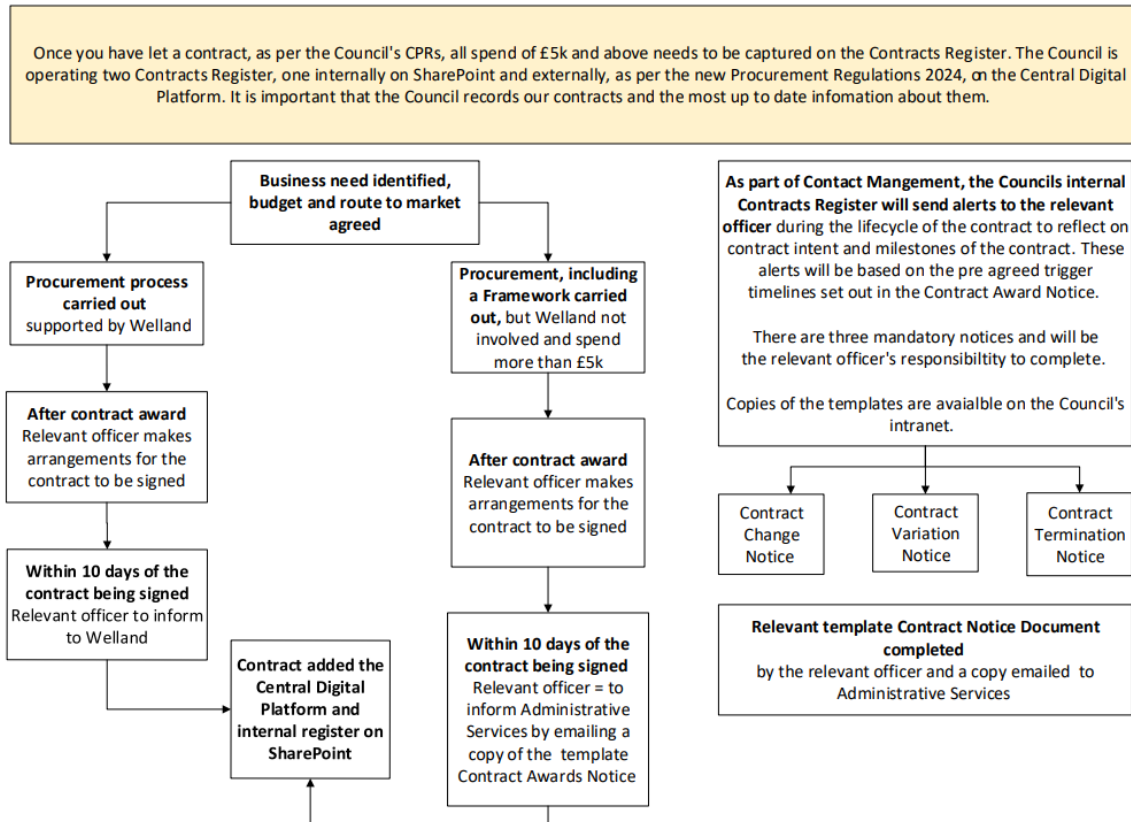 Once you have let a contract, as per the Council's CPRs, all spend of £5k and above needs to be captured on the Contracts Register. The Council is
operating two Contracts Register, one internally on SharePoint and externally, as per the new Procurement Regulations 2024, on the Central Digital
Platform. It is important that the Council records our contracts and the most up to date infomation about them.
Business need identified,
budget and route to market
agreed
Procurement process
carried out
supported by Welland
After contract award
Relevant officer makes
arrangements for the
contract to be signed
Within 10 days of the
contract being signed
Relevant officer to inform
to Welland
Contract added the
Central Digital
Platform and
internal register on
SharePoint
Procurement, including
a Framework carried
out, but Welland not
involved and spend
more than £5k
After contract award
Relevant officer makes
arrangements for the
contract to be signed
Within 10 days of the
contract being signed
Relevant officer = to
inform Administrative
Services by emailing a
copy of the template
Contract Awards Notice
As part of Contact Mangement, the Councils internal
Contracts Register will send alerts to the relevant
officer during the lifecycle of the contract to reflect on
contract intent and milestones of the contract. These
alerts will be based on the pre agreed trigger
timelines set out in the Contract Award Notice.
There are three mandatory notices and will be
the relevant officer's responsibiltity to complete.
Copies of the templates are avaialble on the Council's
intranet.
Contract
Change
Notice
Contract
Variation
Notice
Contract
Termination
Notice
Relevant template Contract Notice Document
completed
by the relevant officer and a copy emailed to
Administrative Services